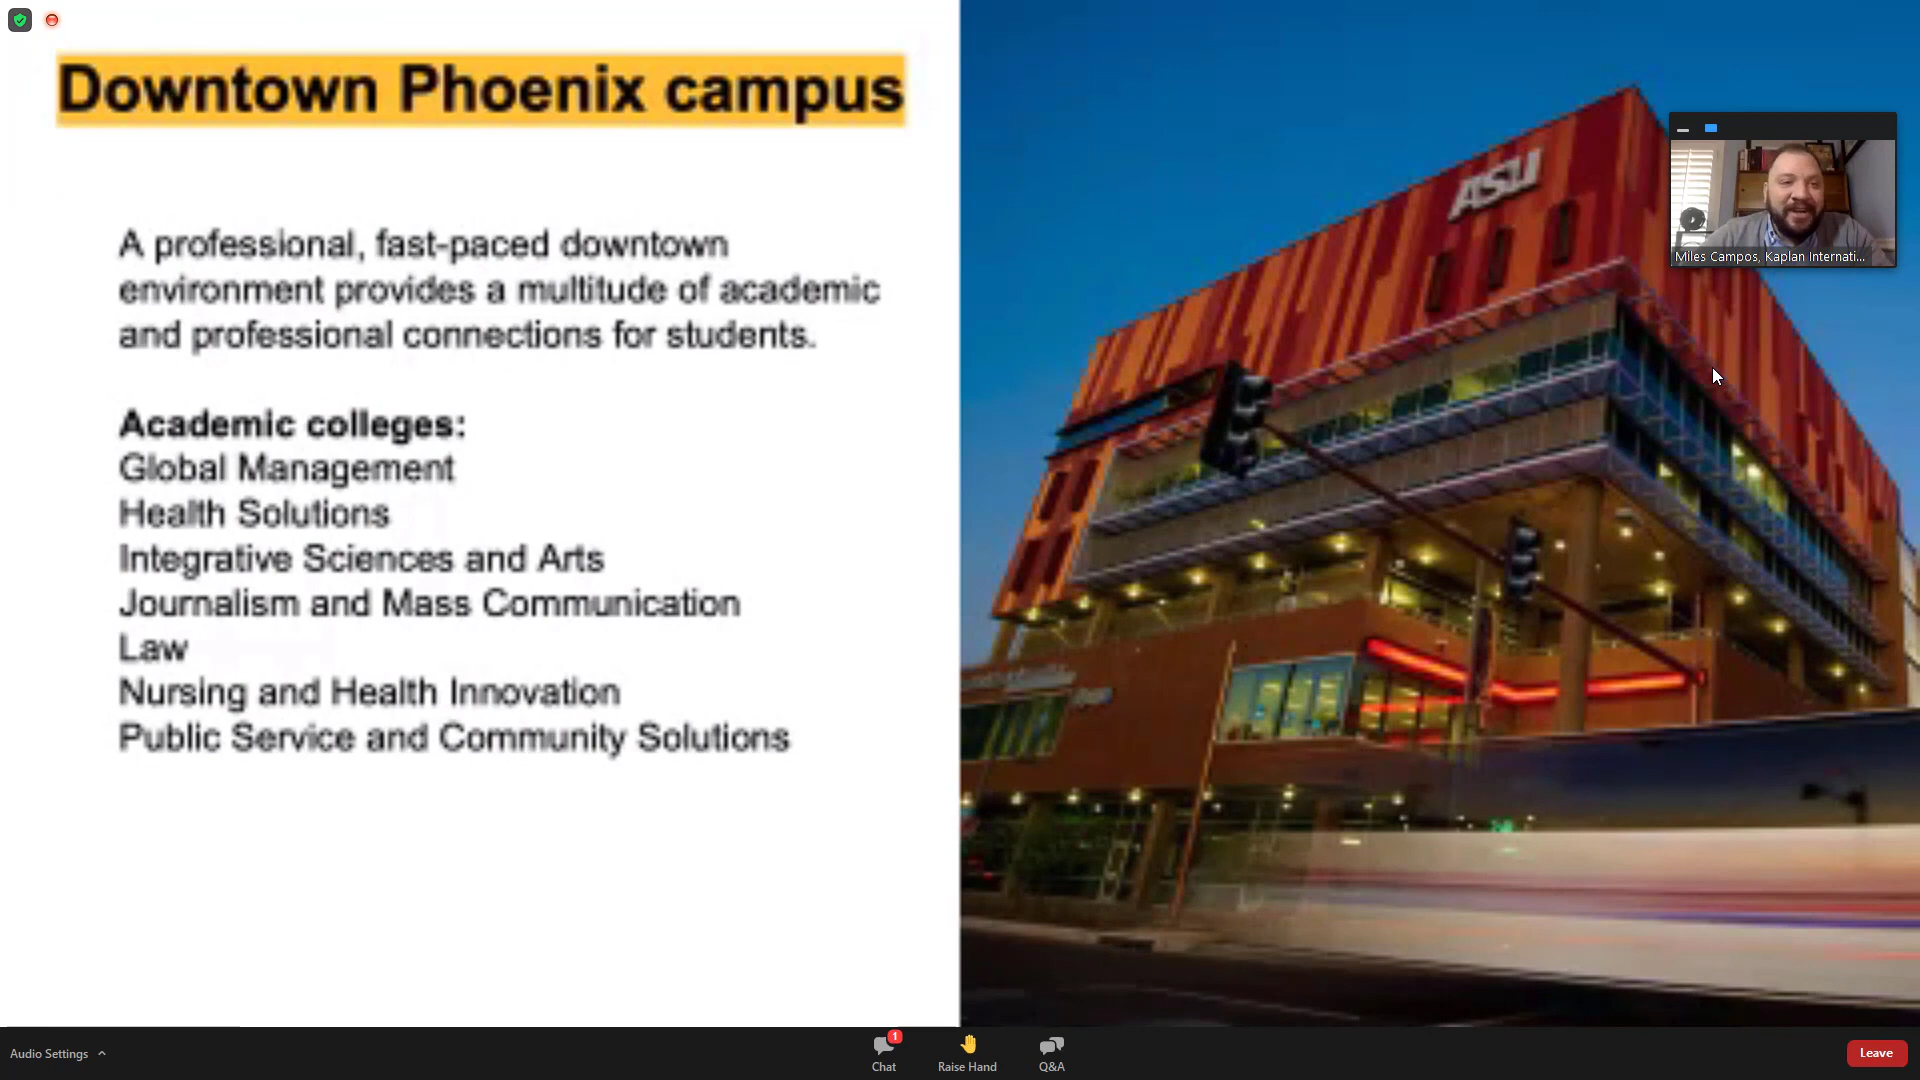 Downtown Phoenix campus
A professional, fast-paced downtown
environment provides a multitude of academic
and professional connections for students.
Academic colleges:
Global Management
Health Solutions
Integrative Sciences and Arts
Journalism and Mass Communication
Law
Nursing and Health Innovation
Public Service and Community Solutions
ASU
Miles Campos, Kaplan Internati...
Audio Settings
1
Chat
Raise Hand
Q&A
Leave